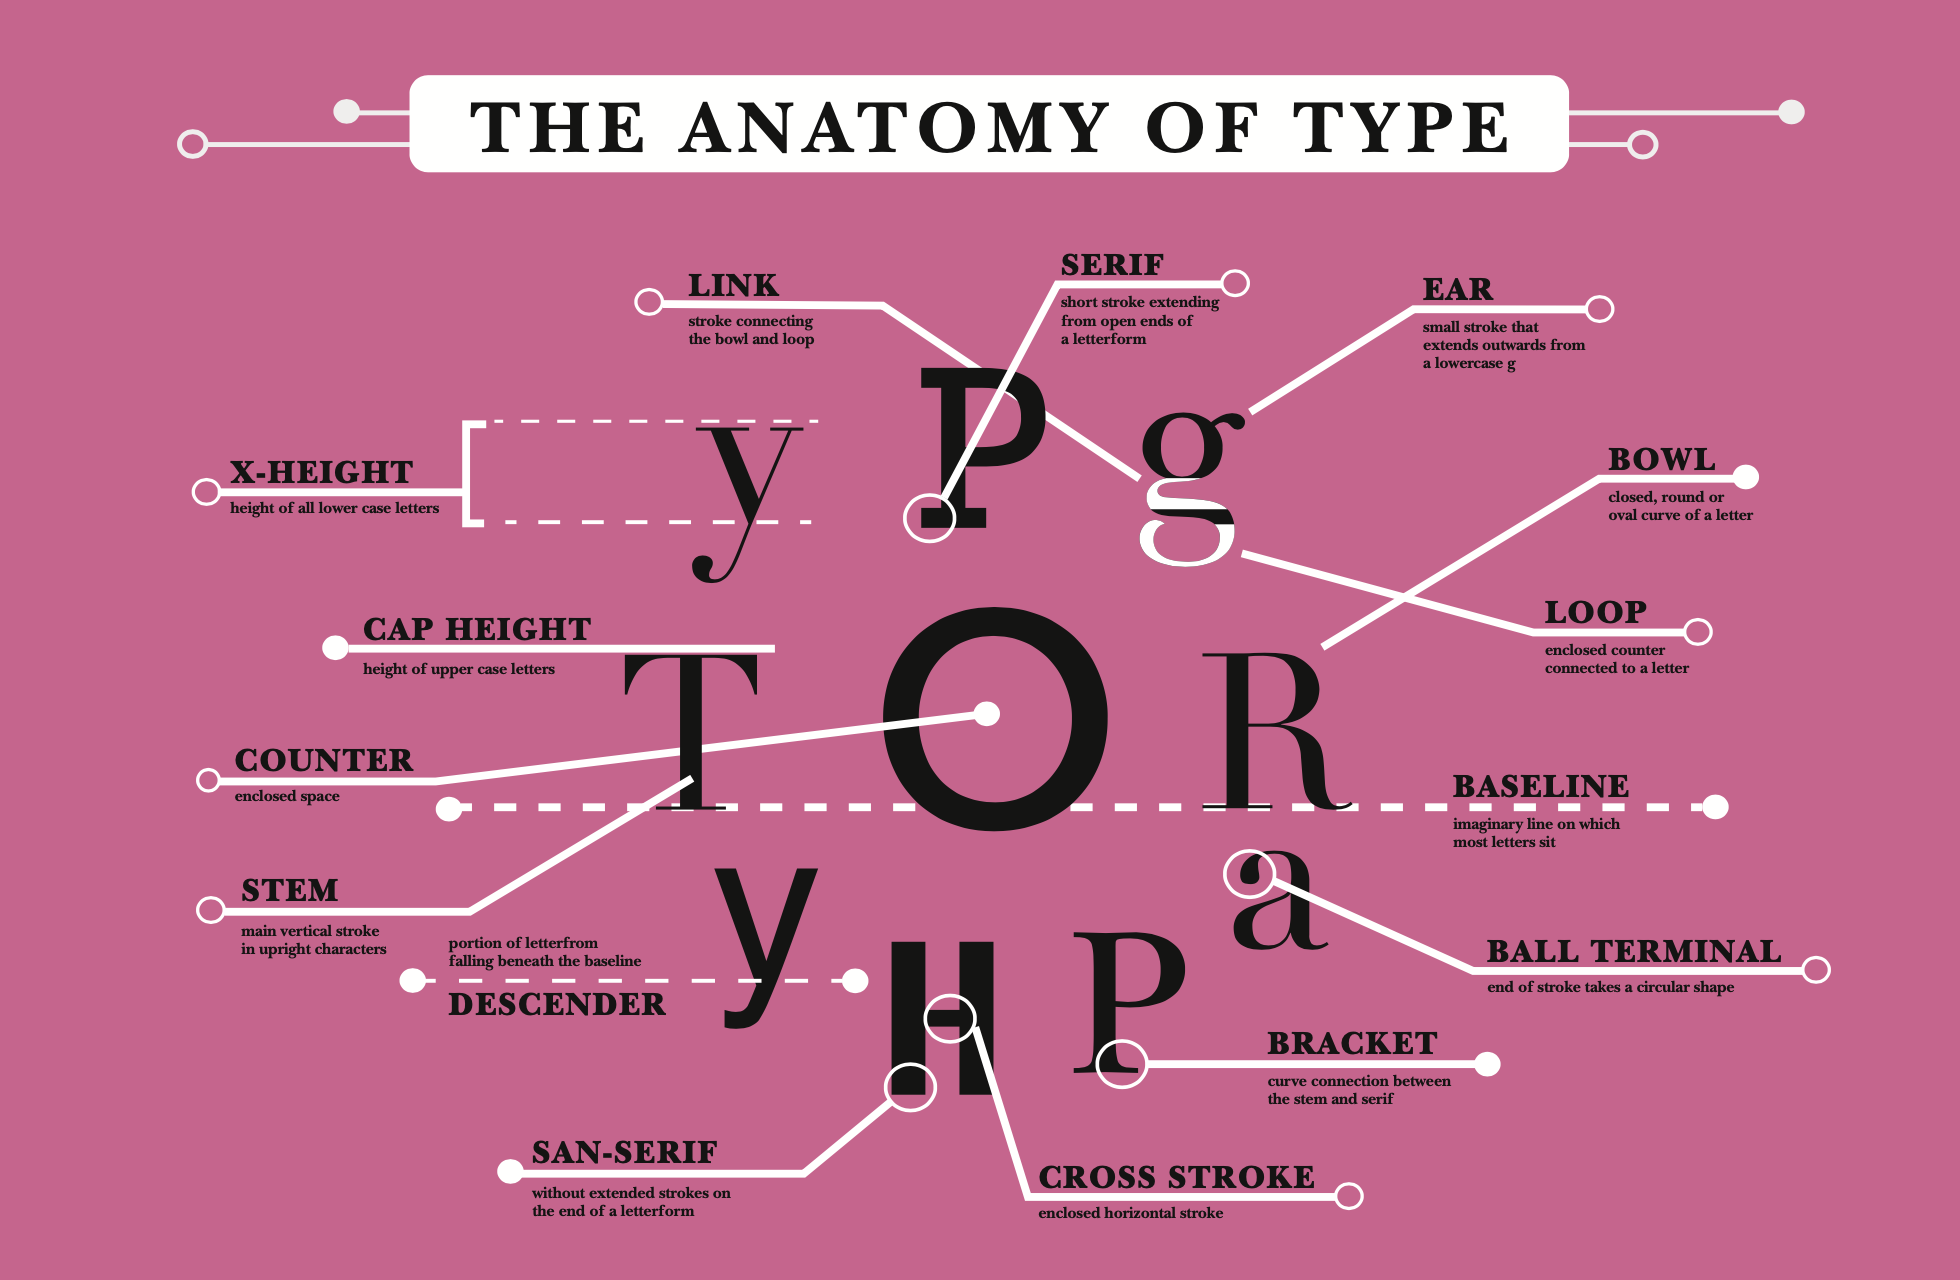 THE ANATOMY OF TYPE
LINK
stroke connecting
the bowl and loop
SERIF
short stroke extending
from open ends of
a letterform
EAR
small stroke that
extends outwards from
a lowercase g
X-HEIGHT
height of all lower case letters
y P g
BOWL
closed, round or
oval curve of a letter
CAP HEIGHT
height of upper case letters
LOOP
enclosed counter
connected to a letter
T O R
COUNTER
enclosed space
BASELINE
imaginary line on which
most letters sit
STEM
main vertical stroke
in upright characters
portion of letterfrom
falling beneath the baseline
DESCENDER
y H P a
BALL TERMINAL
end of stroke takes a circular shape
BRACKET
curve connection between
the stem and serif
SAN-SERIF
without extended strokes on
the end of a letterform
CROSS STROKE
enclosed horizontal stroke